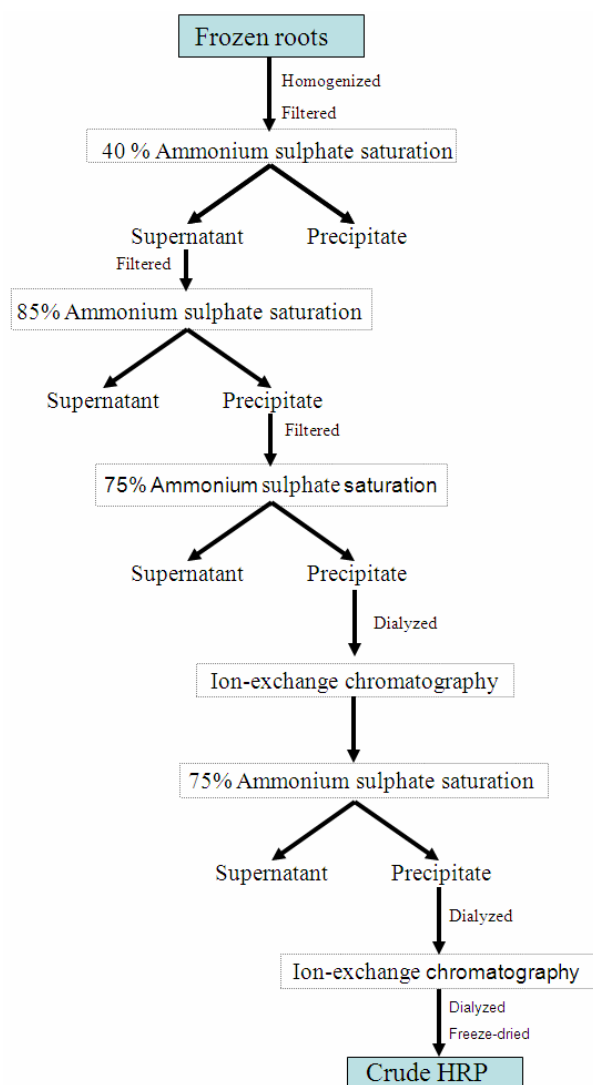 Frozen roots
Homogenized
Filtered
40 % Ammonium sulphate saturation
Supernatant Precipitate
Filtered
85% Ammonium sulphate saturation
Supernatant Precipitate
Filtered
75% Ammonium sulphate saturation
Supernatant Precipitate
Dialyzed
Ion-exchange chromatography
75% Ammonium sulphate saturation
Supernatant Precipitate
Dialyzed
Ion-exchange chromatography
Dialyzed
Freeze-dried
Crude HRP